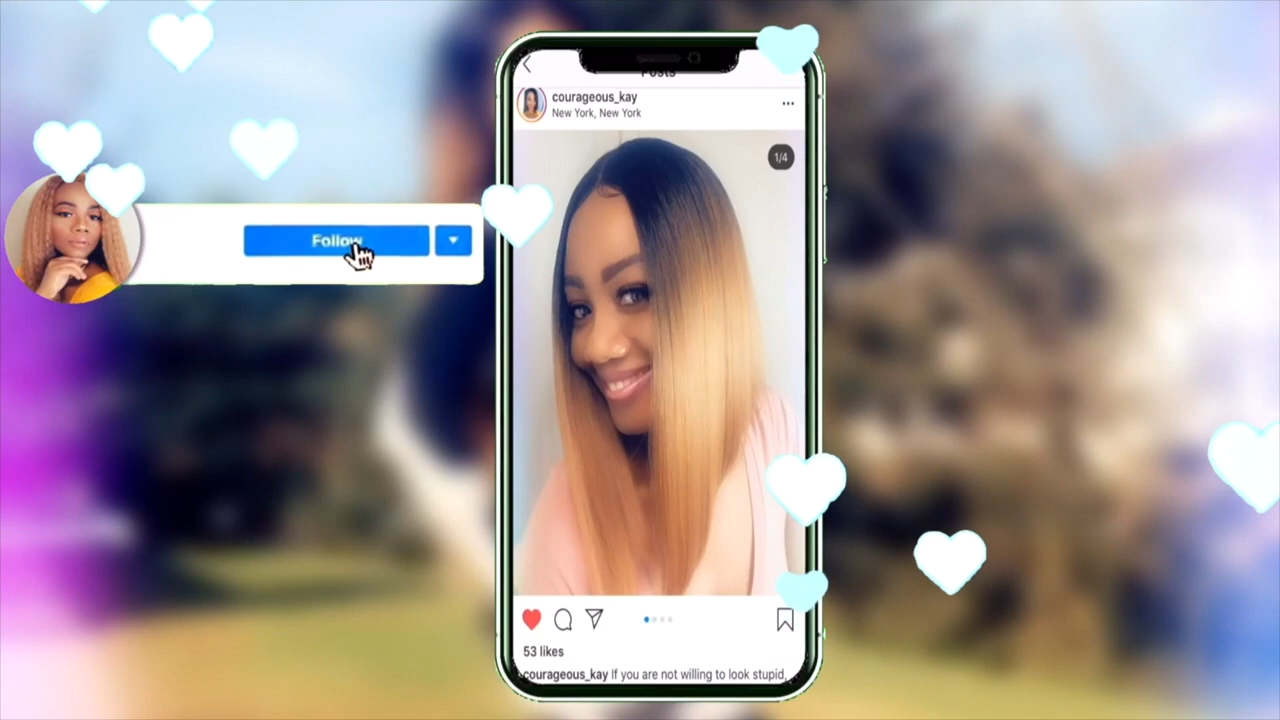 Posts
courageous_kay
New York, New York
1/4
Follow
53 likes
courageous_kay If you are not willing to look stupid,